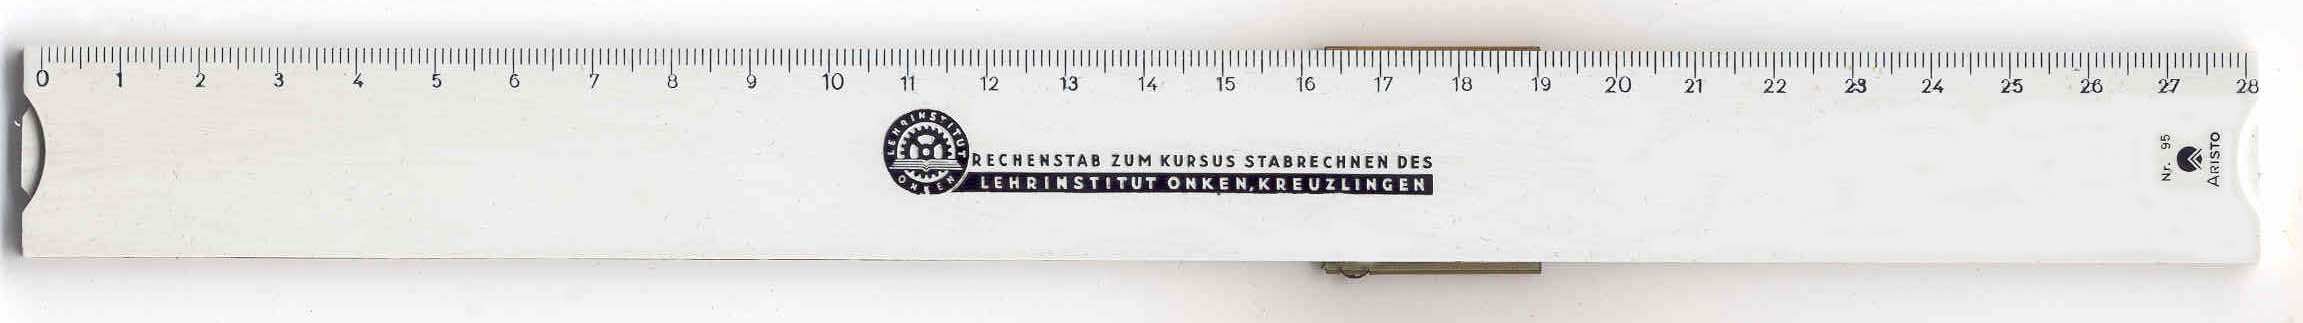 0 1 2 3 4 5 6 7 8 9 10 11 12 13 14 15 16 17 18 19 20 21 22 23 24 25 26 27 28
LEHRINSTITUT
ONKEN
RECHENSTAB ZUM KURSUS STABRECHNEN DES
LEHRINSTITUT ONKEN, KREUZLINGEN
Nr. 95
ARISTO